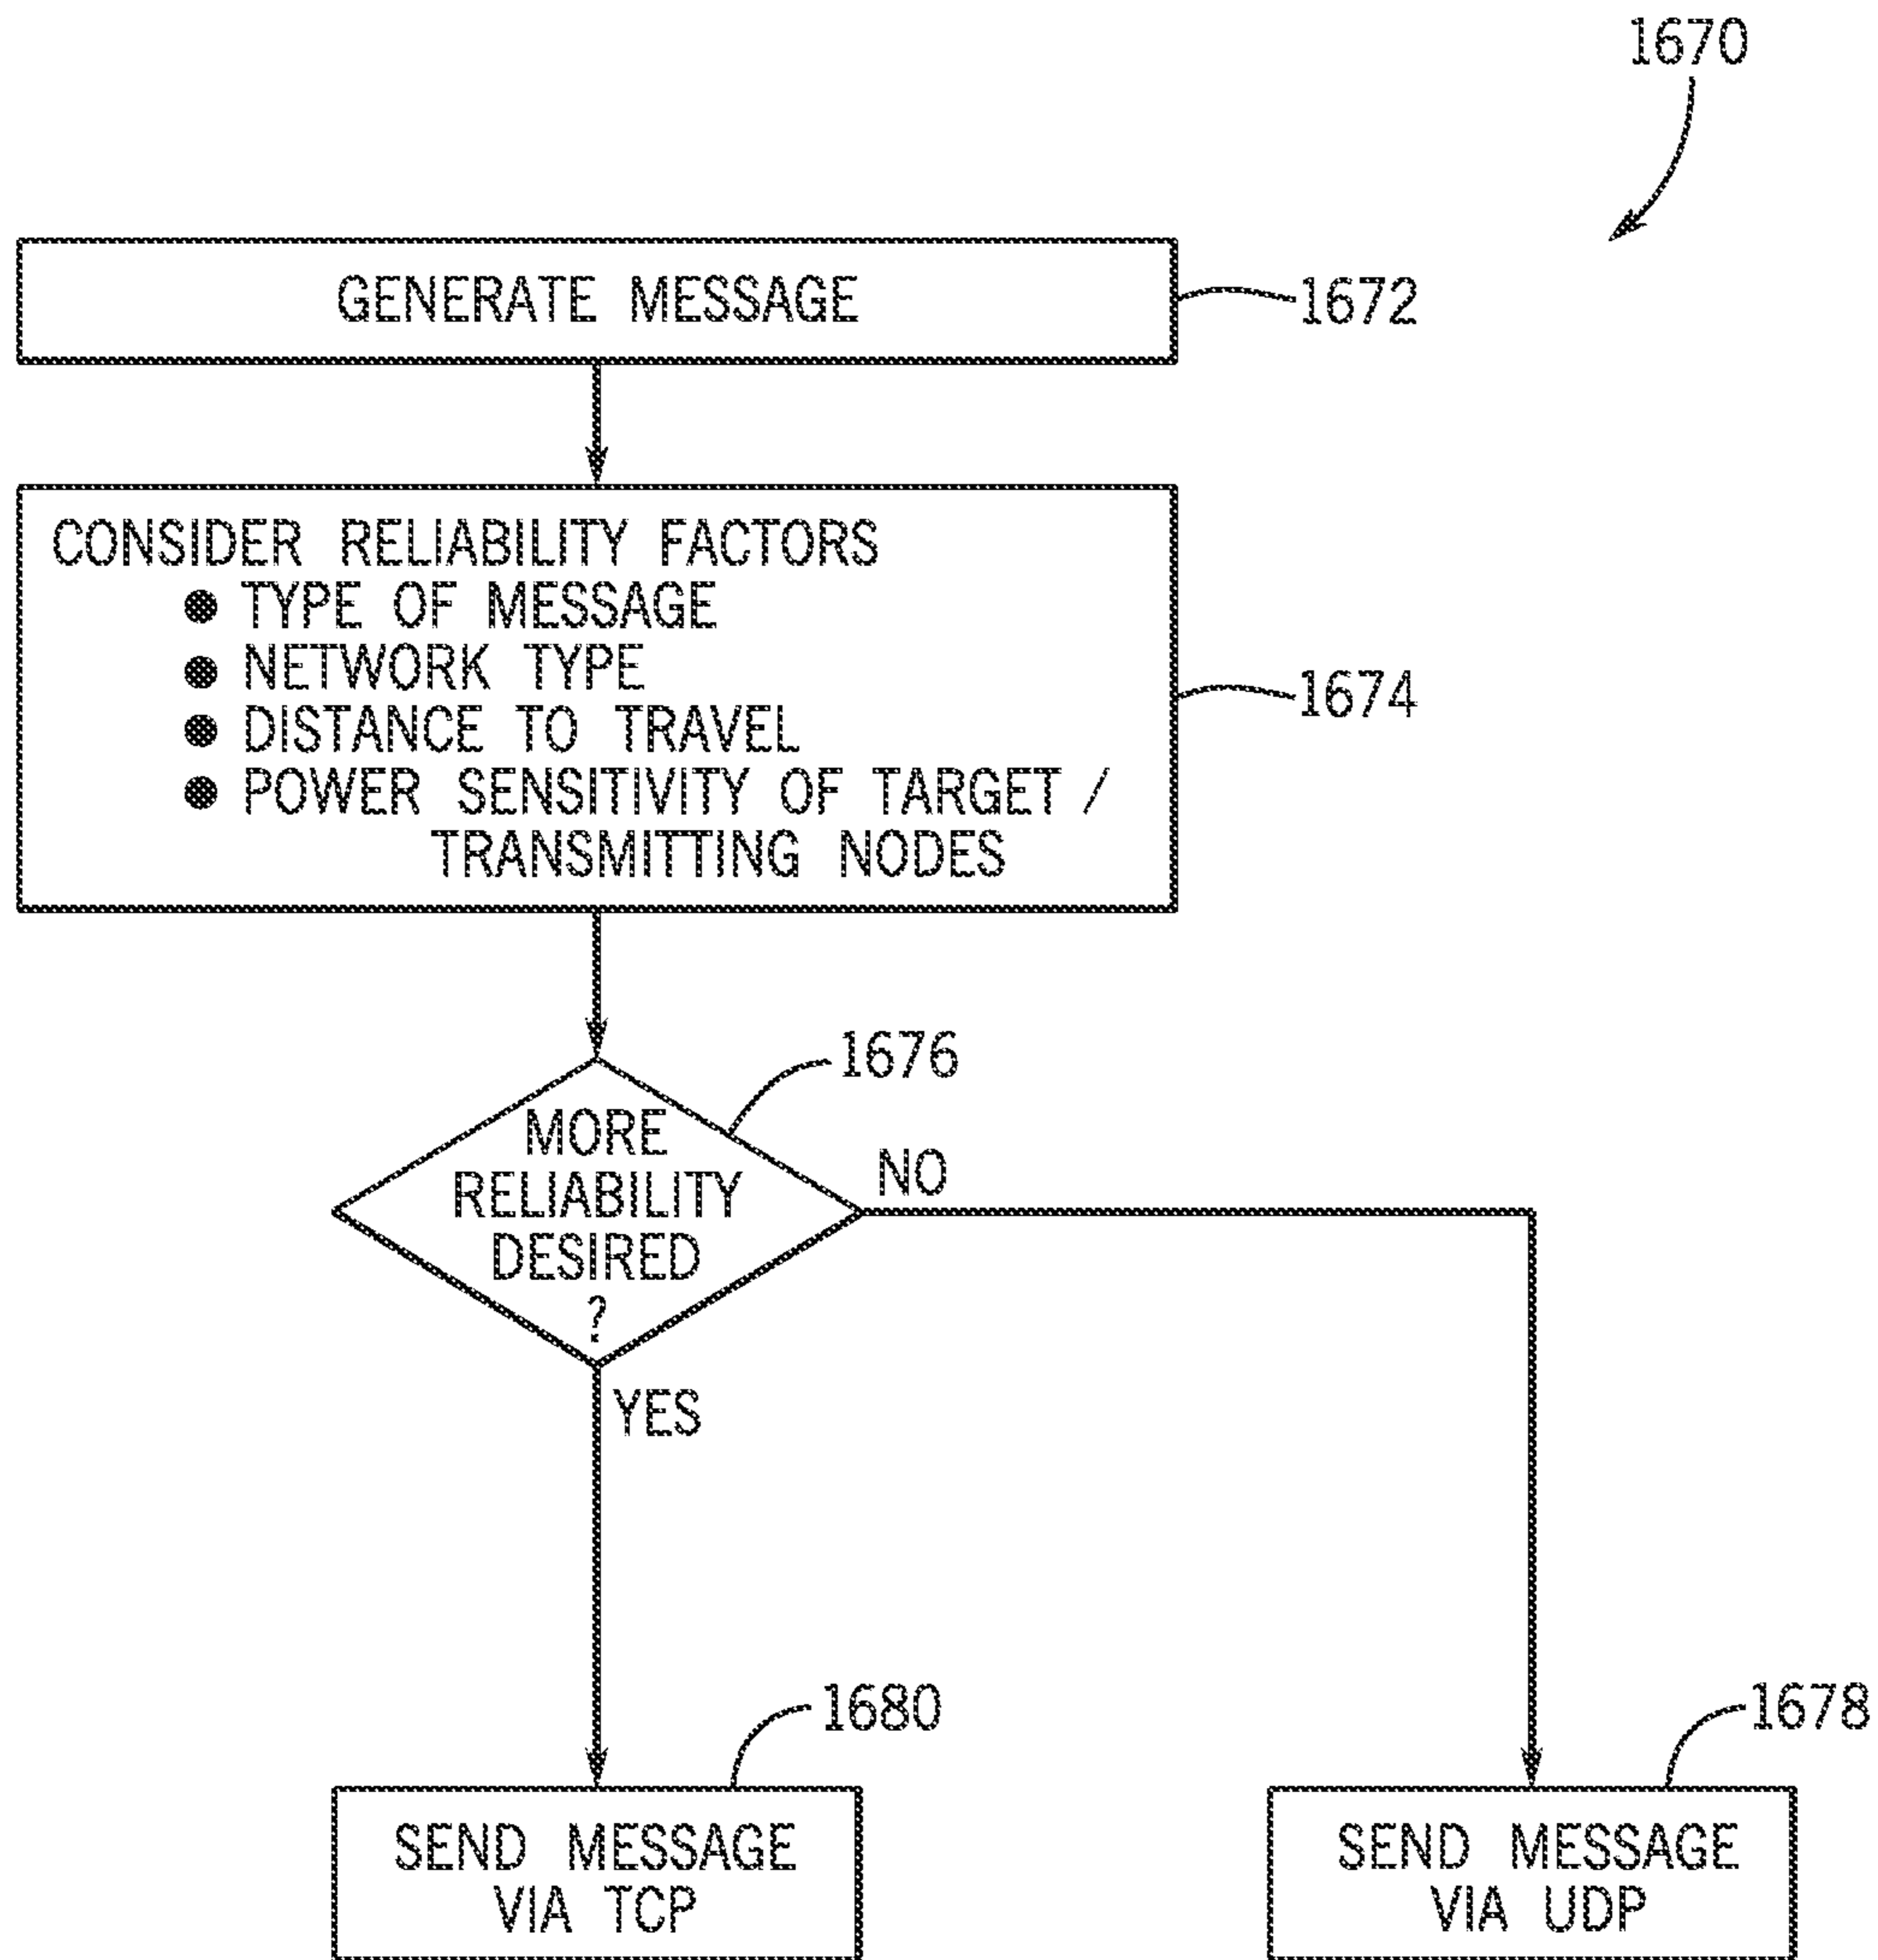 1670
GENERATE MESSAGE
1672
CONSIDER RELIABILITY FACTORS
● TYPE OF MESSAGE
● NETWORK TYPE
● DISTANCE TO TRAVEL
● POWER SENSITIVITY OF TARGET /
TRANSMITTING NODES
1674
1676
MORE
RELIABILITY
DESIRED
?
NO
YES
1680
SEND MESSAGE
VIA TCP
1678
SEND MESSAGE
VIA UDP